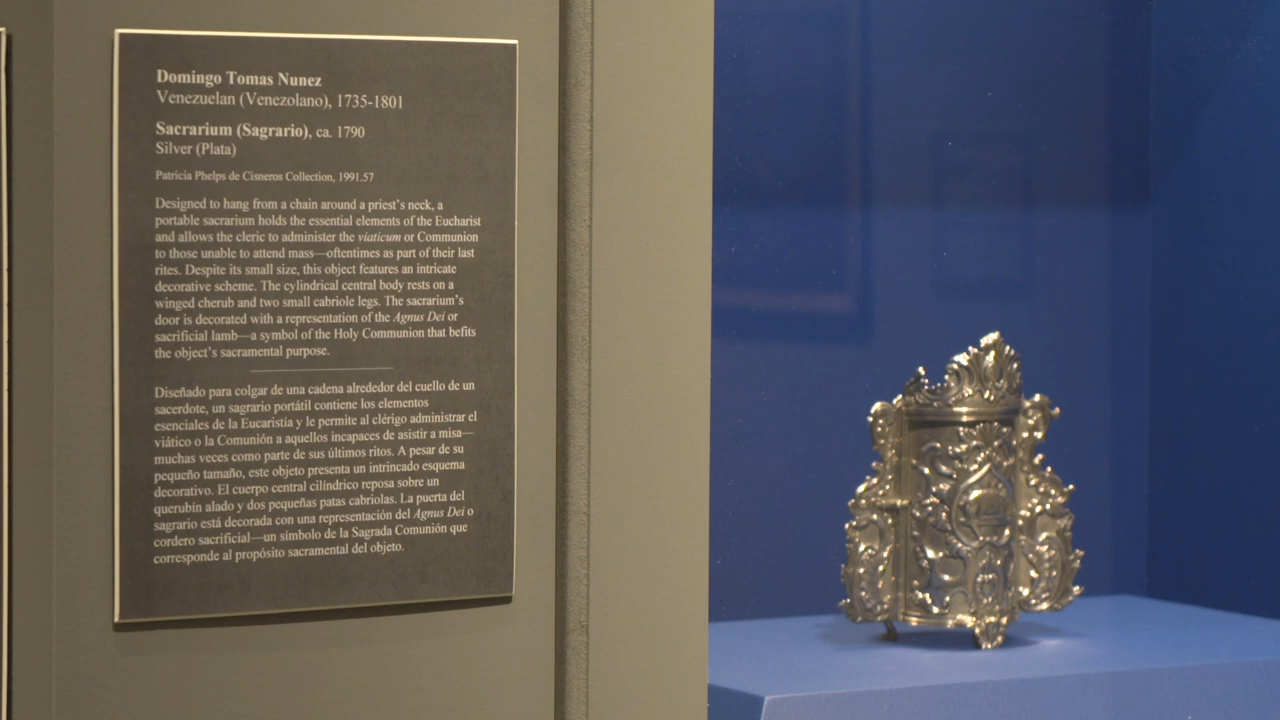 Domingo Tomas Nunez
Venezuelan (Venezolano), 1735-1801
Sacrarium (Sagrario), ca. 1790
Silver (Plata)
Patricia Phelps de Cisneros Collection, 1991.57
Designed to hang from a chain around a priest's neck, a
portable sacrarium holds the essential elements of the Eucharist
and allows the cleric to administer the viaticum or Communion
to those unable to attend mass—oftentimes as part of their last
rites. Despite its small size, this object features an intricate
decorative scheme. The cylindrical central body rests on a
winged cherub and two small cabriole legs. The sacrarium's
door is decorated with a representation of the Agnus Dei or
sacrificial lamb—a symbol of the Holy Communion that befits
the object's sacramental purpose.
Diseñado para colgar de una cadena alrededor del cuello de un
sacerdote, un sagrario portátil contiene los elementos
esenciales de la Eucaristía y le permite al clérigo administrar el
viático o la Comunión a aquellos incapaces de asistir a misa—
muchas veces como parte de sus últimos ritos. A pesar de su
pequeño tamaño, este objeto presenta un intrincado esquema
decorativo. El cuerpo central cilíndrico reposa sobre un
querubín alado y dos pequeñas patas cabriolas. La puerta del
sagrario está decorada con una representación del Agnus Dei o
cordero sacrificial—un símbolo de la Sagrada Comunión que
corresponde al propósito sacramental del objeto.